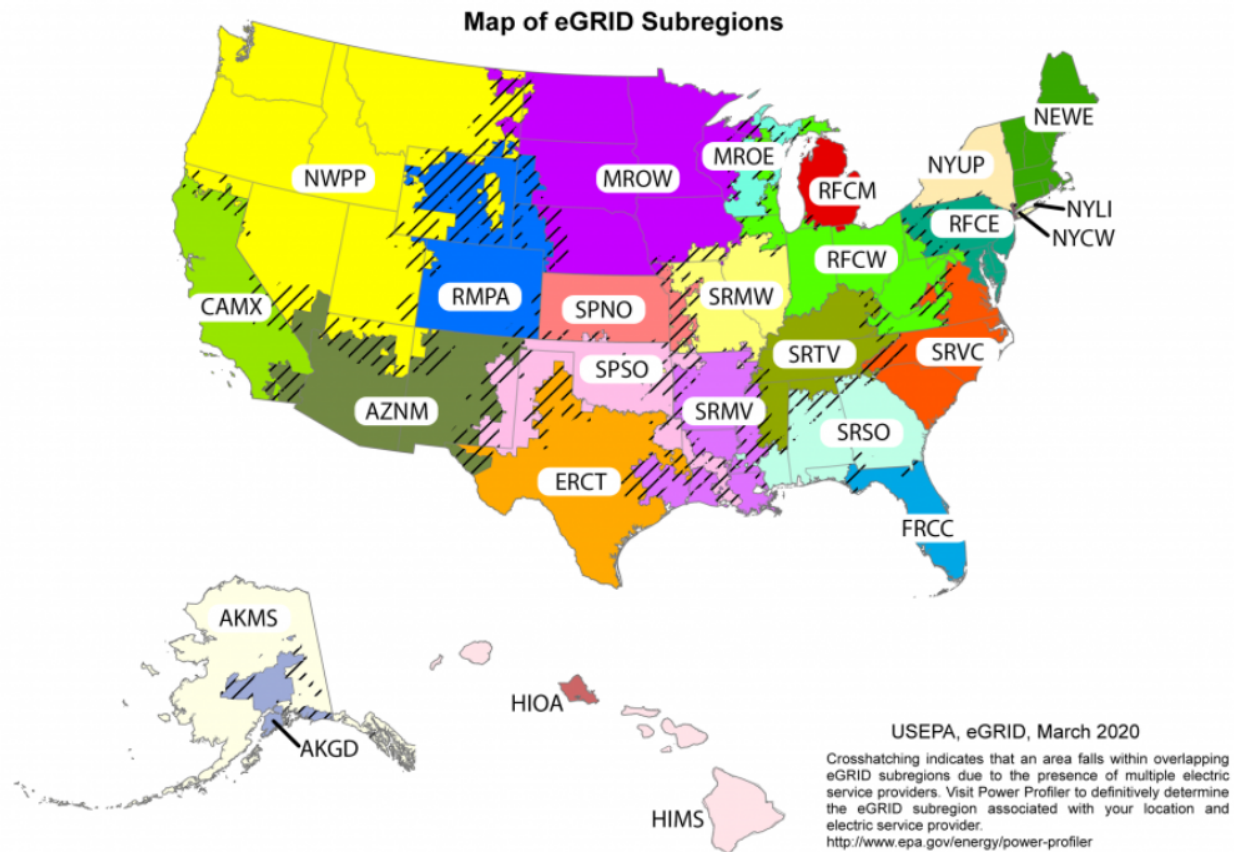 Map of eGRID Subregions
NEWE
MROE
NYUP
NWPP
MROW
RFCM
NYLI
RFCE
NYCW
RFCW
CAMX
RMPA
SRMW
SPNO
SRTV
SRVC
SPSO
AZNM
SRMV
SRSO
ERCT
FRCC
AKMS
HIOA
AKGD
HIMS
USEPA, eGRID, March 2020
Crosshatching indicates that an area falls within overlapping
eGRID subregions due to the presence of multiple electric
service providers. Visit Power Profiler to definitively determine
the eGRID subregion associated with your location and
electric service provider.
http://www.epa.gov/energy/power-profiler